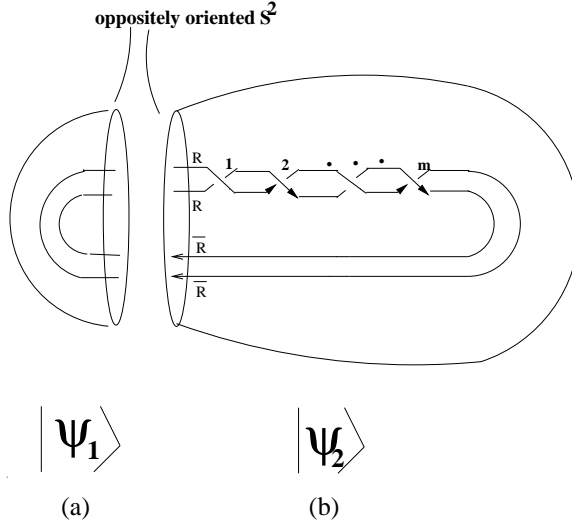 oppositely oriented S²
R 1 2 • • • m
R
R̅
R̅
|Ψ₁⟩ |Ψ₂⟩
(a) (b)